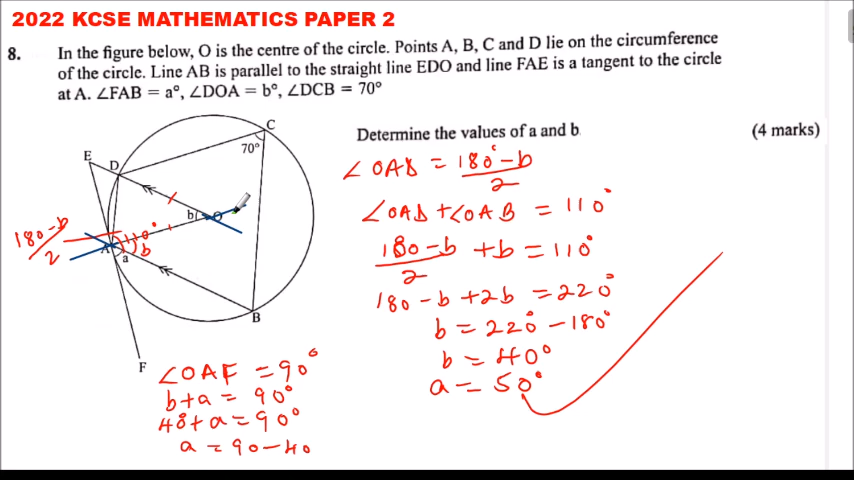 2022 KCSE MATHEMATICS PAPER 2
8. In the figure below, O is the centre of the circle. Points A, B, C and D lie on the circumference
of the circle. Line AB is parallel to the straight line EDO and line FAE is a tangent to the circle
at A. ∠FAB = a°, ∠DOA = b°, ∠DCB = 70°
Determine the values of a and b (4 marks)
C
70°
E
D
b
O
110°
b
A
a
180-b
2
B
F
∠OAD = 180°-b
2
∠OAD+∠OAB = 110°
180-b + b = 110°
2
180-b+2b = 220°
b = 220°-180°
b = 40°
a = 50°
∠OAF = 90°
b+a = 90°
40+a = 90°
a = 90-40